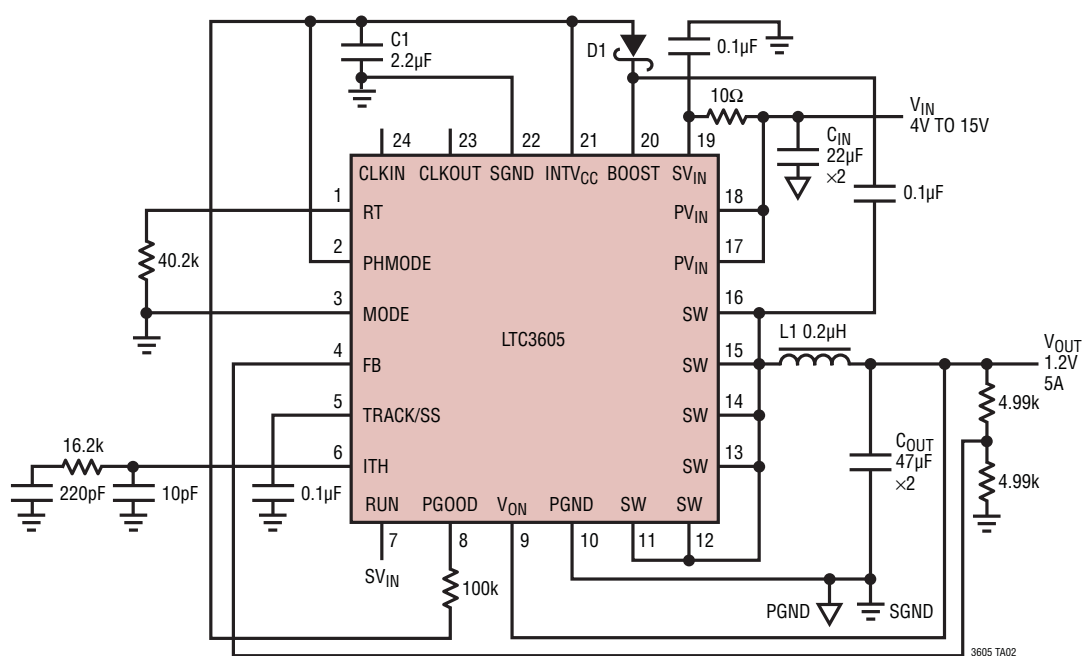 C1
2.2µF
D1
0.1µF
10Ω
V_IN
4V TO 15V
C_IN
22µF
×2
0.1µF
24
23
22
21
20
19
CLKIN
CLKOUT
SGND
INTV_CC
BOOST
SV_IN
1
RT
18
PV_IN
40.2k
2
PHMODE
17
PV_IN
3
MODE
16
SW
LTC3605
L1 0.2µH
V_OUT
1.2V
5A
4
FB
15
SW
4.99k
5
TRACK/SS
14
SW
16.2k
6
ITH
13
SW
C_OUT
47µF
×2
4.99k
220pF
10pF
0.1µF
RUN
PGOOD
V_ON
PGND
SW
SW
7
8
9
10
11
12
SV_IN
100k
PGND
SGND
3605 TA02